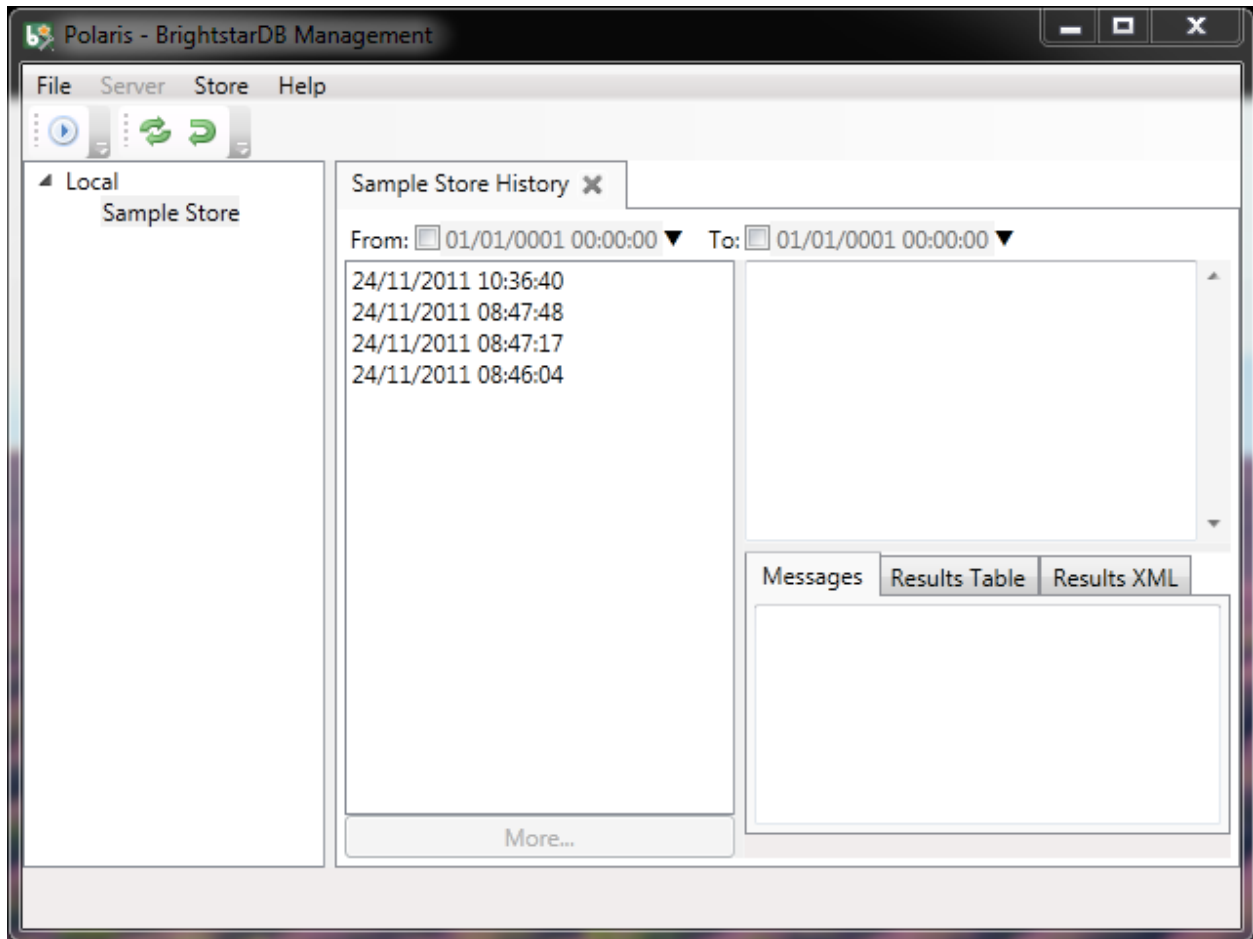 Polaris - BrightstarDB Management
File Server Store Help
Local
Sample Store
Sample Store History
From: 01/01/0001 00:00:00 To: 01/01/0001 00:00:00
24/11/2011 10:36:40
24/11/2011 08:47:48
24/11/2011 08:47:17
24/11/2011 08:46:04
Messages Results Table Results XML
More...